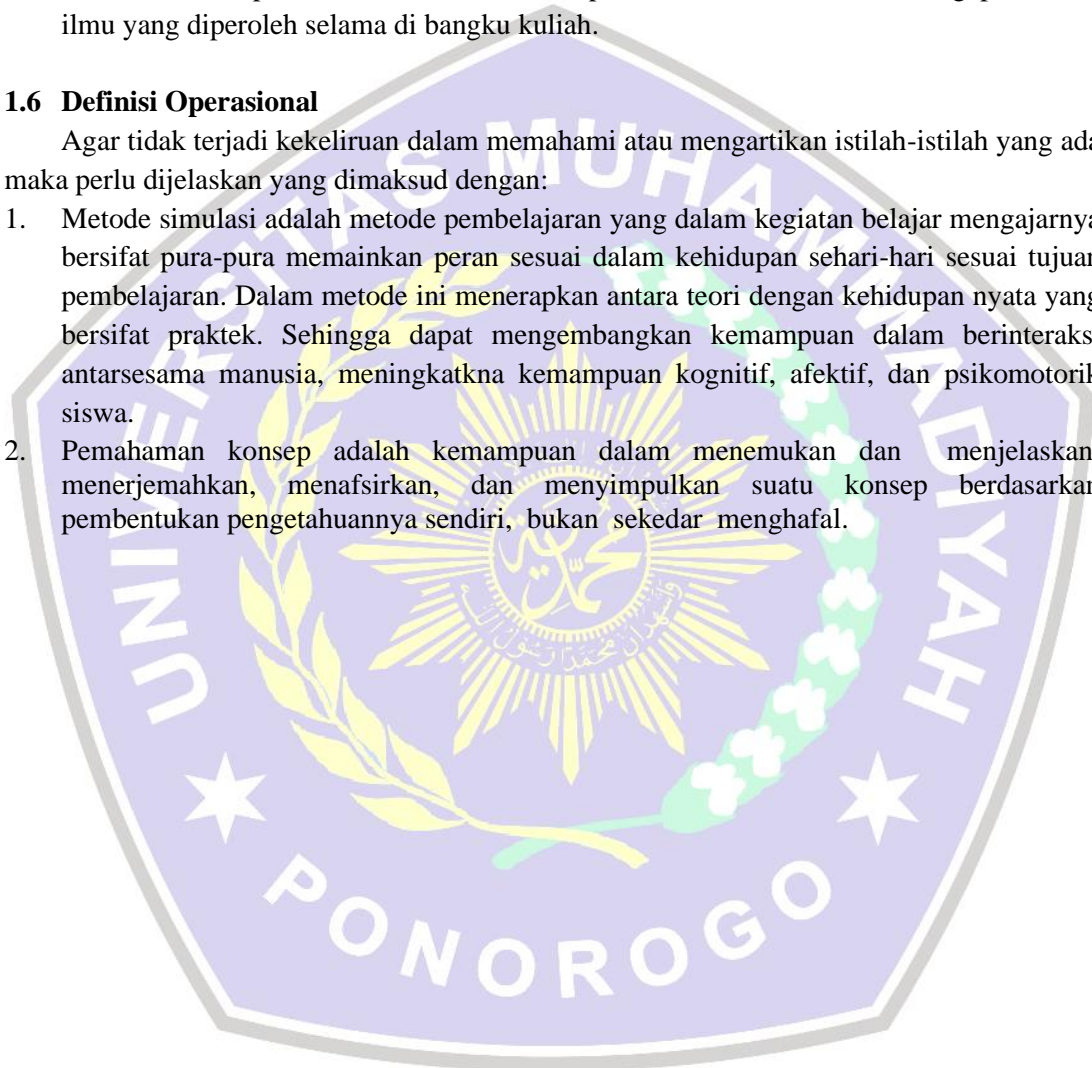 ilmu yang diperoleh selama di bangku kuliah.
1.6 Definisi Operasional
Agar tidak terjadi kekeliruan dalam memahami atau mengartikan istilah-istilah yang ada
maka perlu dijelaskan yang dimaksud dengan:
1. Metode simulasi adalah metode pembelajaran yang dalam kegiatan belajar mengajarnya
bersifat pura-pura memainkan peran sesuai dalam kehidupan sehari-hari sesuai tujuan
pembelajaran. Dalam metode ini menerapkan antara teori dengan kehidupan nyata yang
bersifat praktek. Sehingga dapat mengembangkan kemampuan dalam berinteraksi
antarsesama manusia, meningkatkna kemampuan kognitif, afektif, dan psikomotorik
siswa.
2. Pemahaman konsep adalah kemampuan dalam menemukan dan menjelaskan
menerjemahkan, menafsirkan, dan menyimpulkan suatu konsep berdasarkan
pembentukan pengetahuannya sendiri, bukan sekedar menghafal.
UNIVERSITAS MUHAMMADIYAH
PONOROGO
محمدية